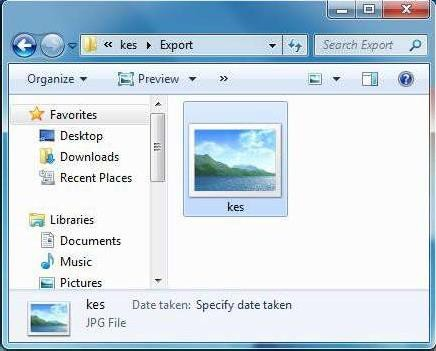 « kes Export
Search Export
Organize Preview »
Favorites
Desktop
Downloads
Recent Places
Libraries
Documents
Music
Pictures
kes
kes Date taken: Specify date taken
JPG File